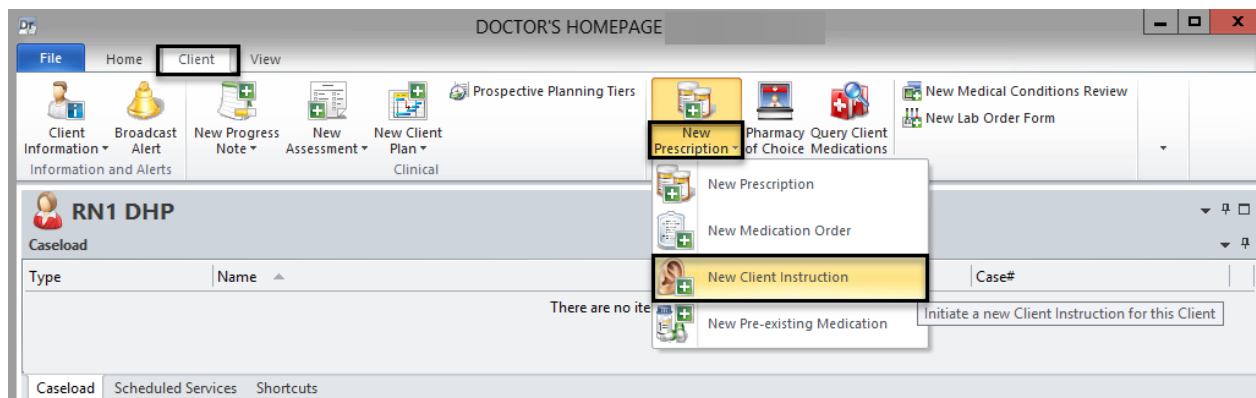 Dr
DOCTOR'S HOMEPAGE
File Home Client View
Client Information
Broadcast Alert
New Progress Note
New Assessment
New Client Plan
Prospective Planning Tiers
New Prescription
Pharmacy of Choice
Query Client Medications
New Medical Conditions Review
New Lab Order Form
Information and Alerts
Clinical
New Prescription
New Medication Order
New Client Instruction
New Pre-existing Medication
Initiate a new Client Instruction for this Client
RN1 DHP
Caseload
Type Name Case#
There are no ite
Caseload Scheduled Services Shortcuts